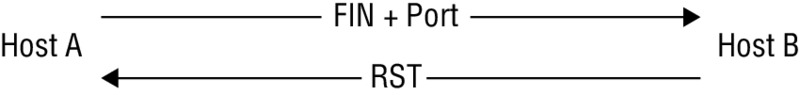 FIN + Port
Host A
Host B
RST